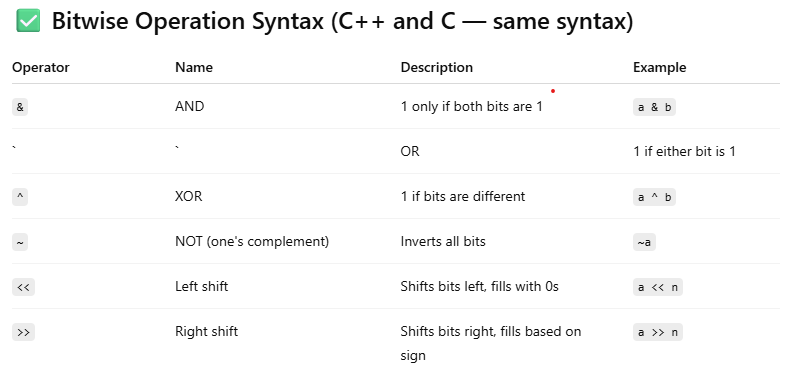 ✅ Bitwise Operation Syntax (C++ and C — same syntax)
Operator Name Description Example
& AND 1 only if both bits are 1 a & b
` ` OR 1 if either bit is 1
^ XOR 1 if bits are different a ^ b
~ NOT (one's complement) Inverts all bits ~a
<< Left shift Shifts bits left, fills with 0s a << n
>> Right shift Shifts bits right, fills based on a >> n
sign